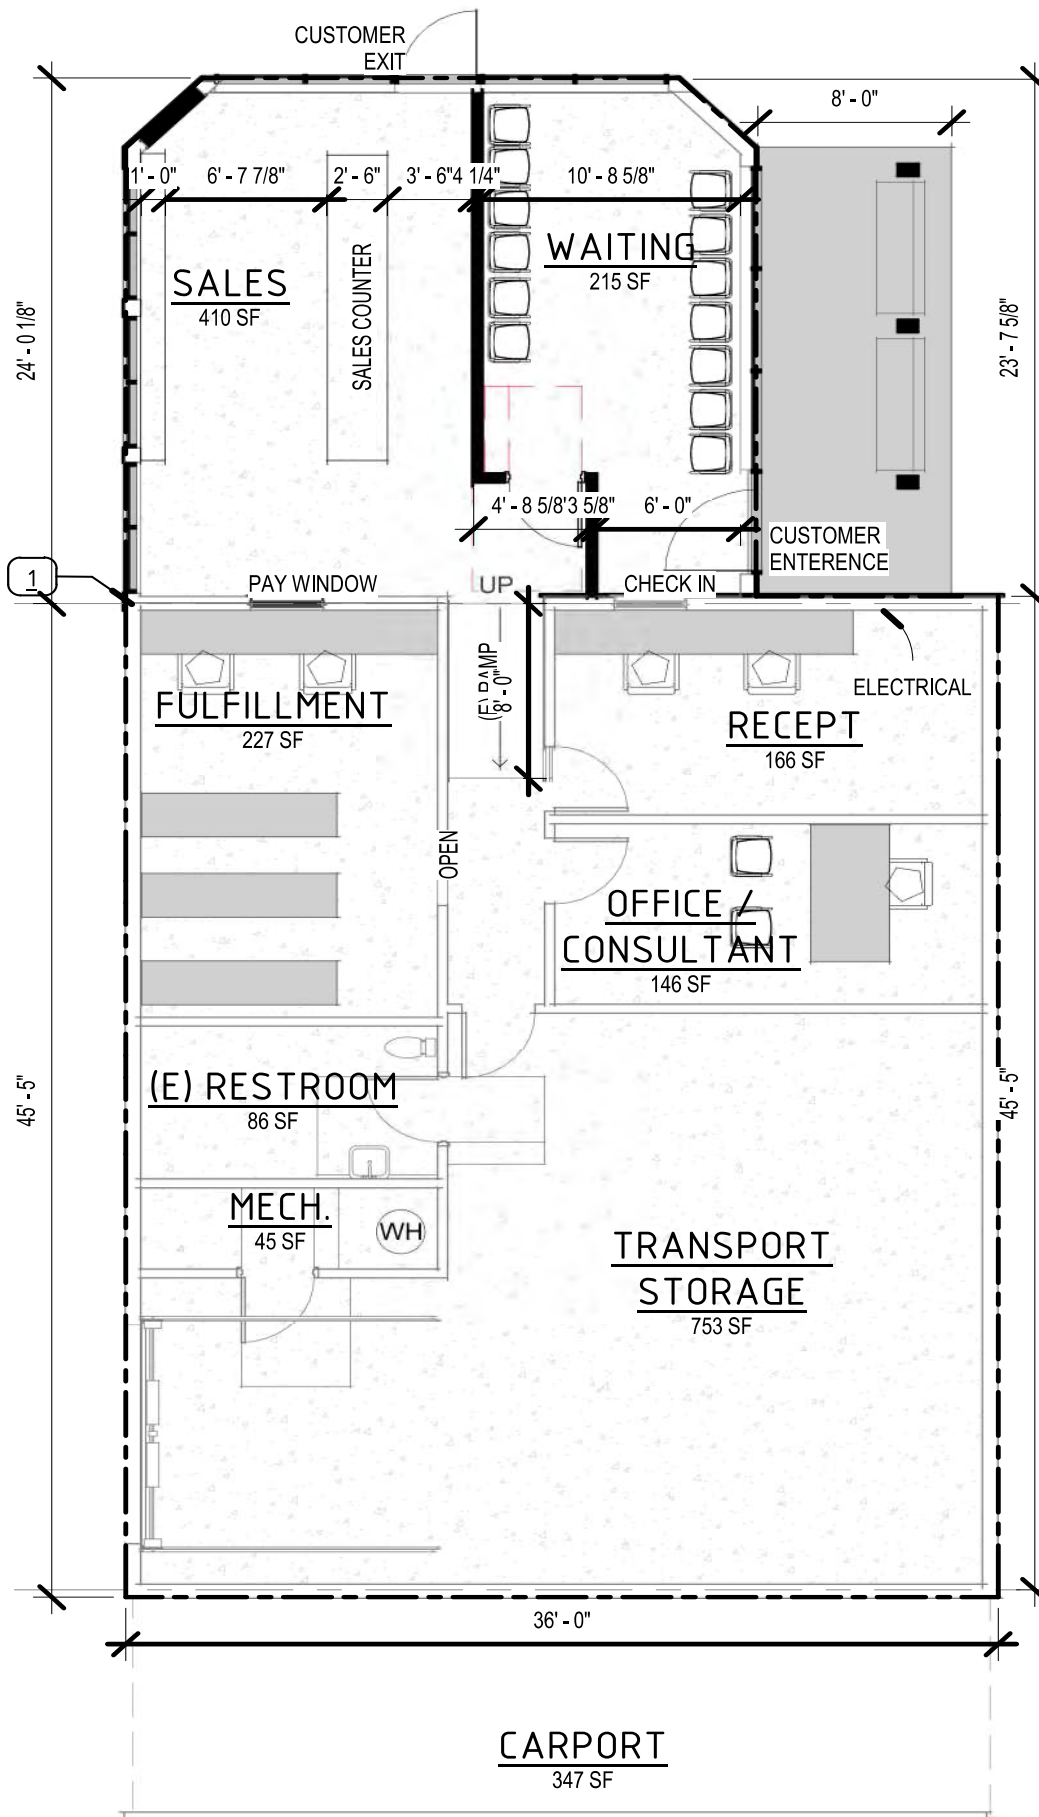 CUSTOMER
EXIT
8' - 0"
1' - 0"
6' - 7 7/8"
2' - 6"
3' - 6"
4 1/4"
10' - 8 5/8"
SALES
410 SF
WAITING
215 SF
SALES COUNTER
24' - 0 1/8"
23' - 7 5/8"
4' - 8 5/8"
3 5/8"
6' - 0"
CUSTOMER
ENTERENCE
1
PAY WINDOW
UP
CHECK IN
(E) RAMP
8' - 0"
ELECTRICAL
FULFILLMENT
227 SF
RECEPT
166 SF
OPEN
OFFICE /
CONSULTANT
146 SF
45' - 5"
45' - 5"
(E) RESTROOM
86 SF
MECH.
45 SF
WH
TRANSPORT
STORAGE
753 SF
36' - 0"
CARPORT
347 SF